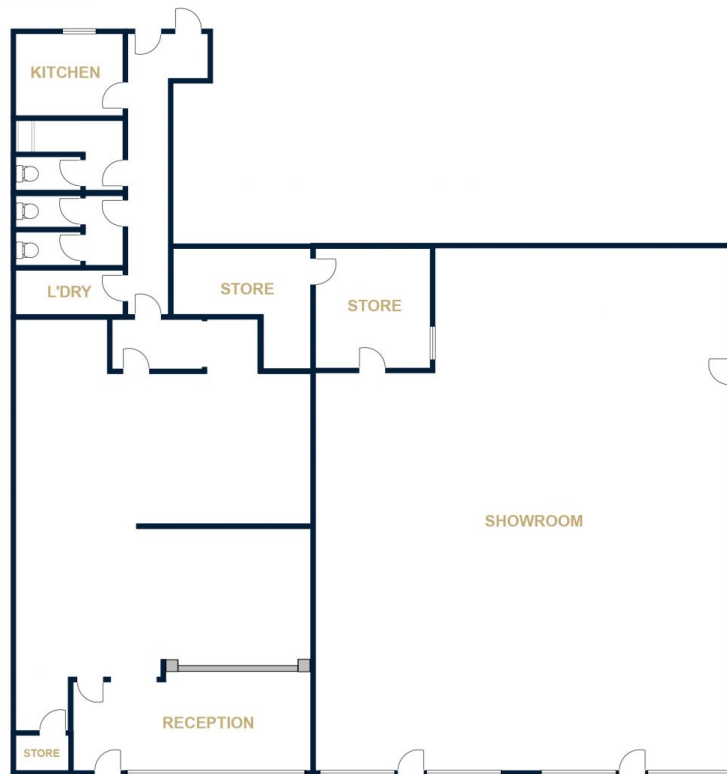 KITCHEN
L'DRY
STORE
STORE
SHOWROOM
RECEPTION
STORE